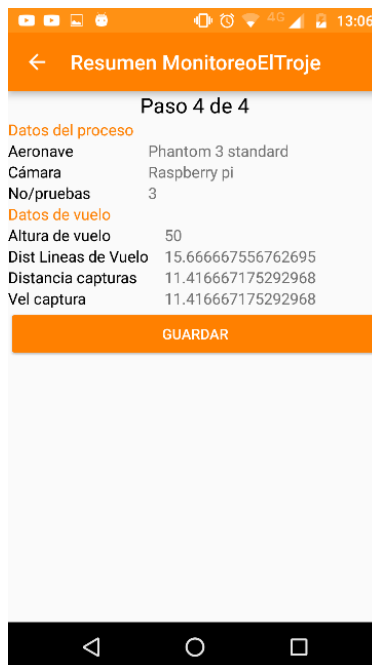 4G 13:06
Resumen MonitoreoElTroje
Paso 4 de 4
Datos del proceso
Aeronave Phantom 3 standard
Cámara Raspberry pi
No/pruebas 3
Datos de vuelo
Altura de vuelo 50
Dist Lineas de Vuelo 15.666667556762695
Distancia capturas 11.416667175292968
Vel captura 11.416667175292968
GUARDAR